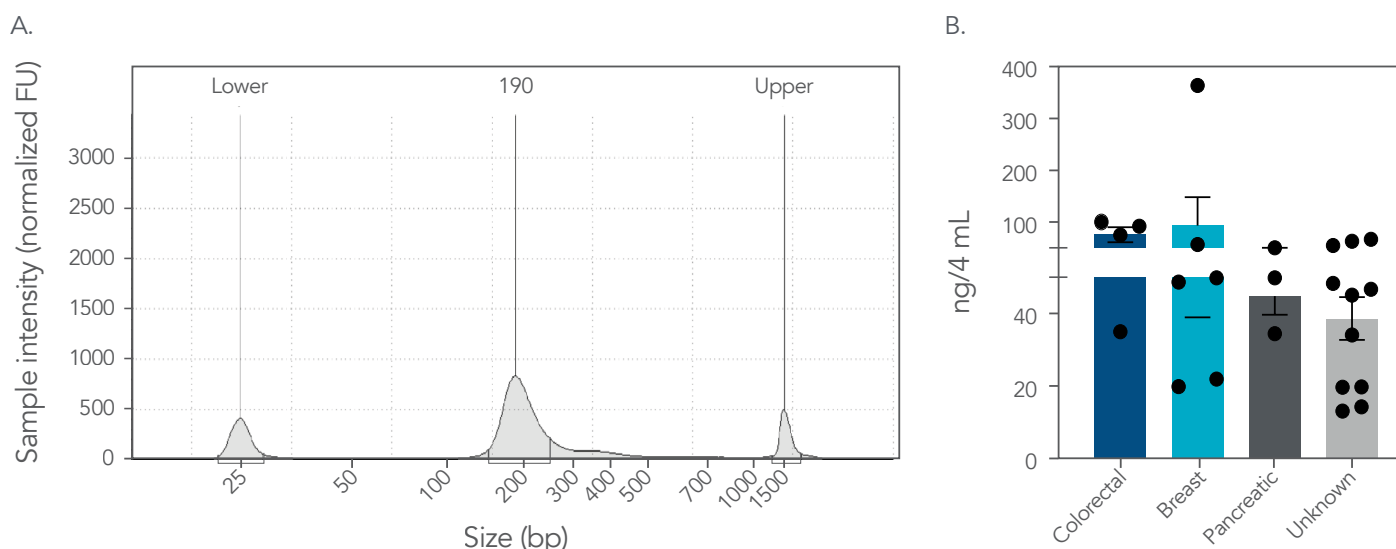 A.
Sample intensity (normalized FU)
Lower 190 Upper
3000
2500
2000
1500
1000
500
0
25 50 100 200 300 400 500 700 1000 1500
Size (bp)
B.
ng/4 mL
400
300
200
100
40
20
0
Colorectal Breast Pancreatic Unknown